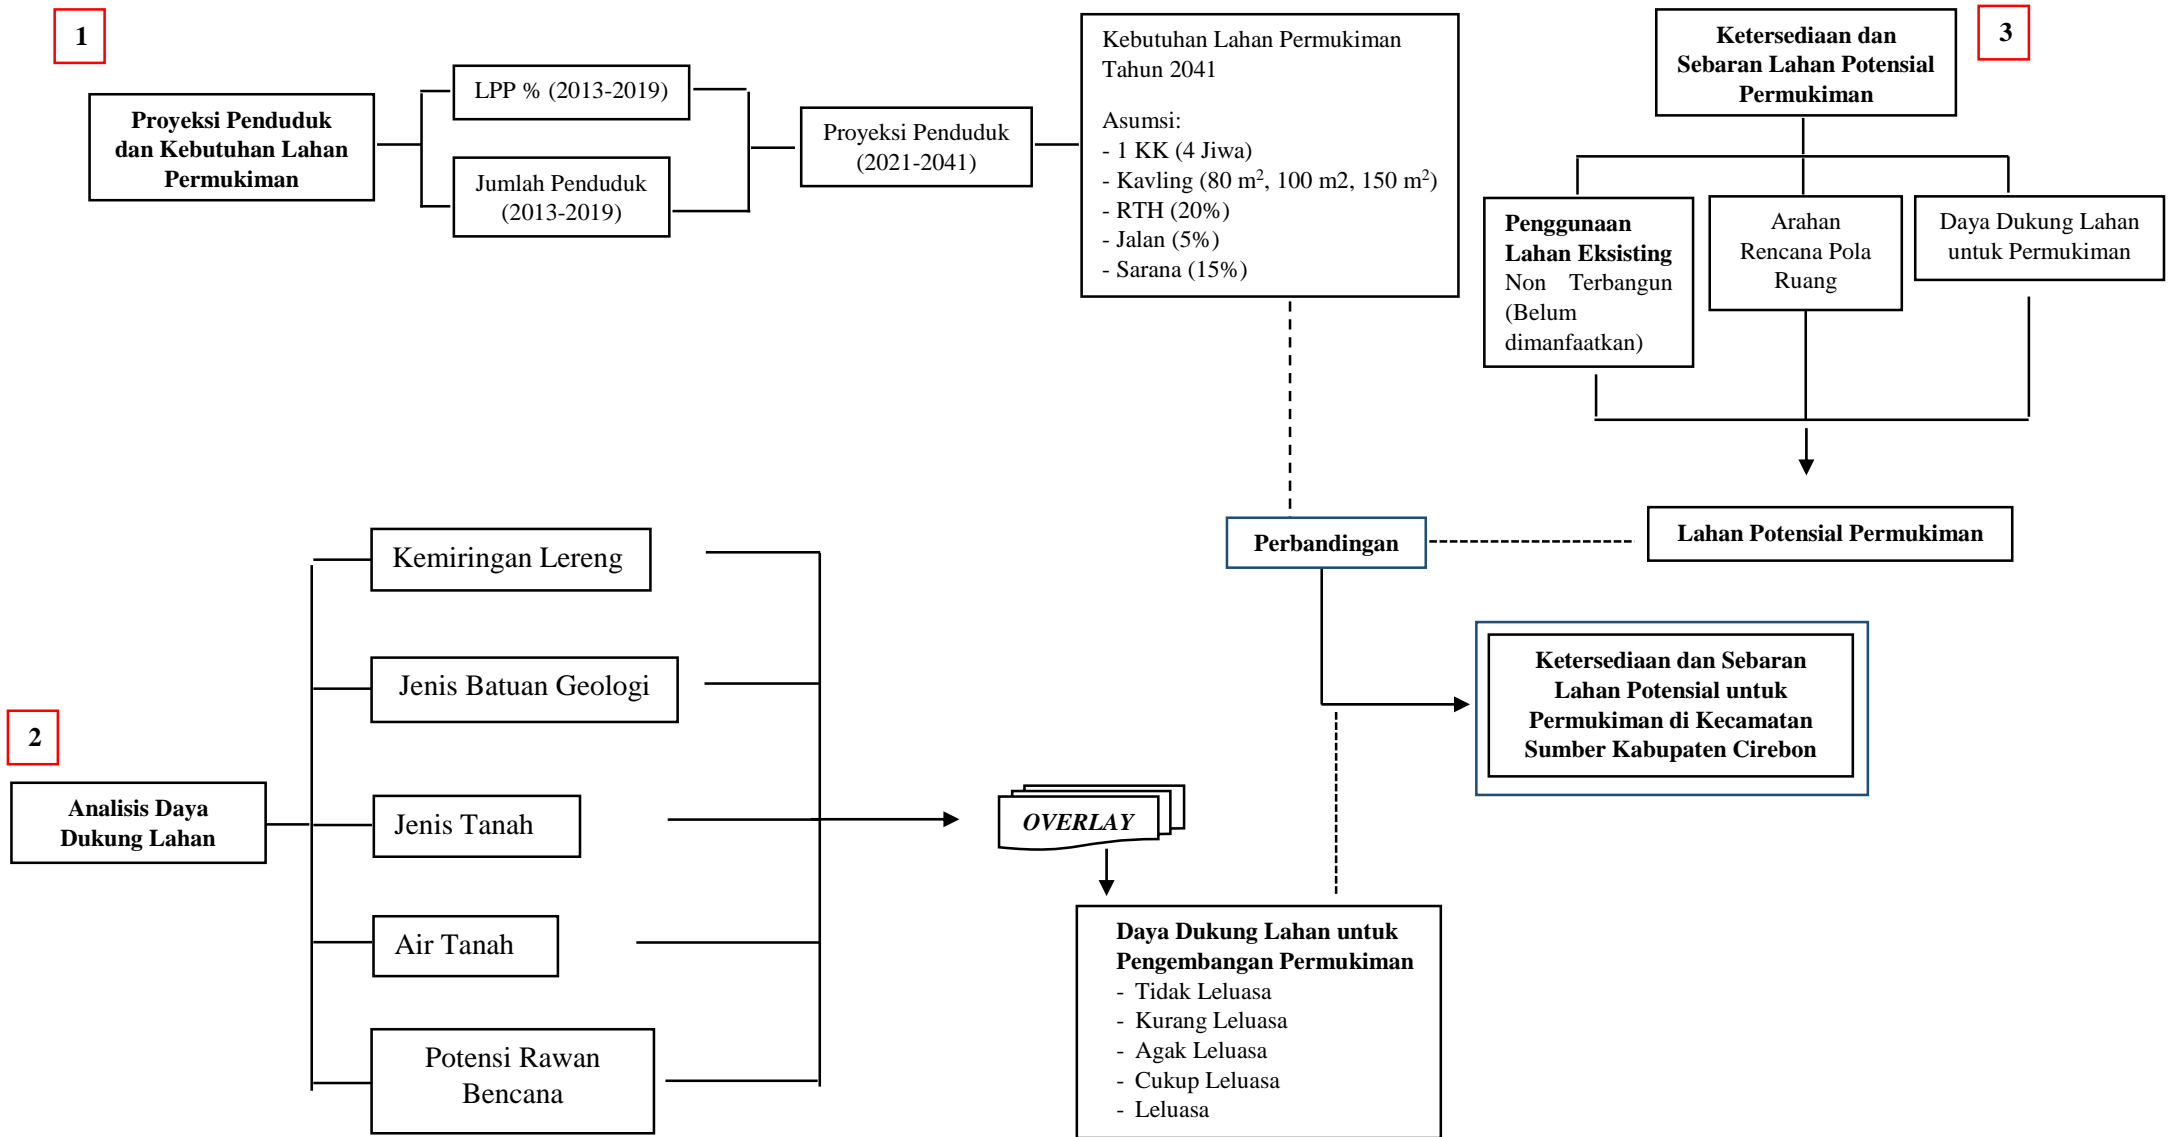 1
Proyeksi Penduduk
dan Kebutuhan Lahan
Permukiman
LPP % (2013-2019)
Jumlah Penduduk
(2013-2019)
Proyeksi Penduduk
(2021-2041)
Kebutuhan Lahan Permukiman
Tahun 2041
Asumsi:
- 1 KK (4 Jiwa)
- Kavling (80 m², 100 m2, 150 m²)
- RTH (20%)
- Jalan (5%)
- Sarana (15%)
3
Ketersediaan dan
Sebaran Lahan Potensial
Permukiman
Penggunaan
Lahan Eksisting
Non Terbangun
(Belum
dimanfaatkan)
Arahan
Rencana Pola
Ruang
Daya Dukung Lahan
untuk Permukiman
Lahan Potensial Permukiman
Perbandingan
Ketersediaan dan Sebaran
Lahan Potensial untuk
Permukiman di Kecamatan
Sumber Kabupaten Cirebon
2
Analisis Daya
Dukung Lahan
Kemiringan Lereng
Jenis Batuan Geologi
Jenis Tanah
Air Tanah
Potensi Rawan
Bencana
OVERLAY
Daya Dukung Lahan untuk
Pengembangan Permukiman
- Tidak Leluasa
- Kurang Leluasa
- Agak Leluasa
- Cukup Leluasa
- Leluasa